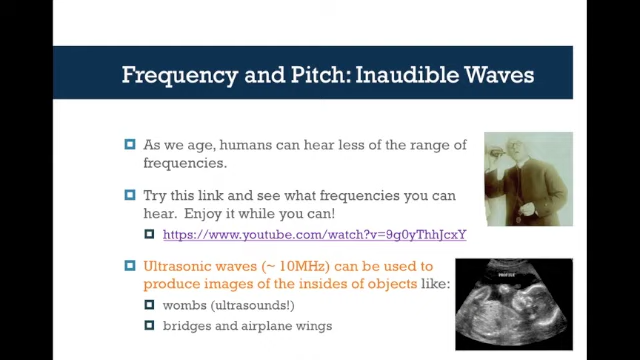 Frequency and Pitch: Inaudible Waves
As we age, humans can hear less of the range of
frequencies.
Try this link and see what frequencies you can
hear. Enjoy it while you can!
https://www.youtube.com/watch?v=9g0yThhJcxY
Ultrasonic waves (~ 10MHz) can be used to
produce images of the insides of objects like:
PROFILE
wombs (ultrasounds!)
bridges and airplane wings